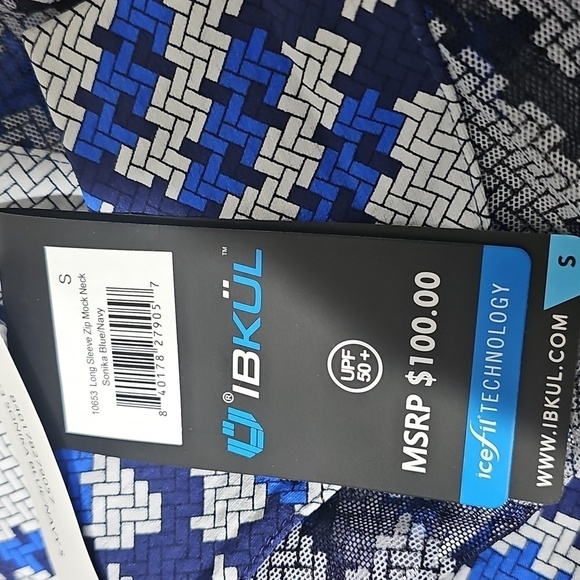 S
10653 Long Sleeve Zip Mock Neck
Sonika Blue/Navy
8 40178 27905 7
® IBKÜL ™
UPF
50+
MSRP $100.00
icefil® TECHNOLOGY
WWW.IBKUL.COM
S